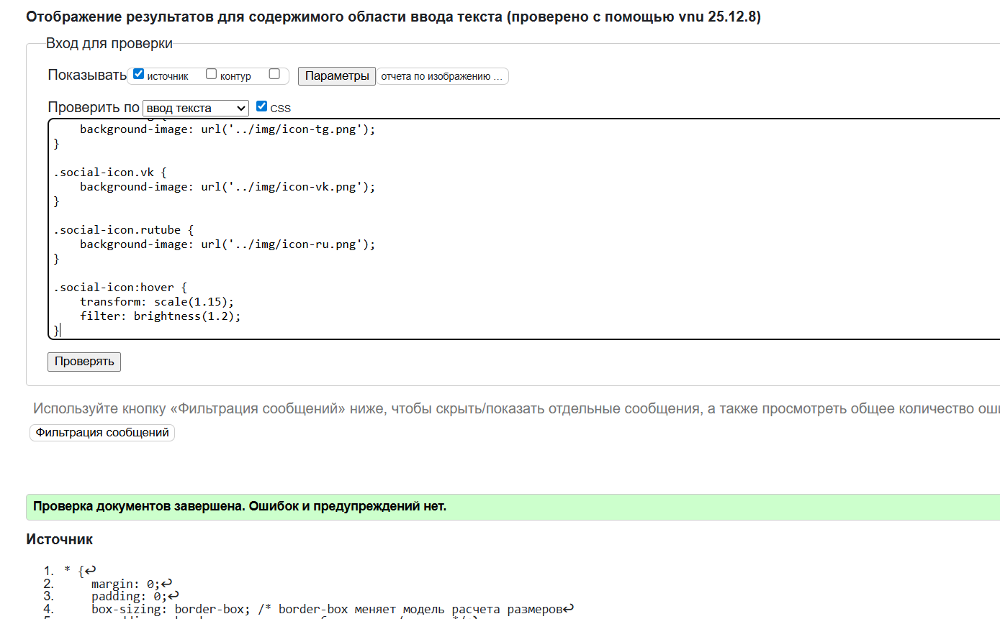 Отображение результатов для содержимого области ввода текста (проверено с помощью vnu 25.12.8)
Вход для проверки
Показывать источник контур Параметры отчета по изображению ...
Проверить по ввод текста CSS
    background-image: url('../img/icon-tg.png');
}
.social-icon.vk {
    background-image: url('../img/icon-vk.png');
}
.social-icon.rutube {
    background-image: url('../img/icon-ru.png');
}
.social-icon:hover {
    transform: scale(1.15);
    filter: brightness(1.2);
}
Проверять
Используйте кнопку «Фильтрация сообщений» ниже, чтобы скрыть/показать отдельные сообщения, а также просмотреть общее количество
Фильтрация сообщений
Проверка документов завершена. Ошибок и предупреждений нет.
Источник
1. * {↩
2.     margin: 0;↩
3.     padding: 0;↩
4.     box-sizing: border-box; /* border-box меняет модель расчета размеров↩